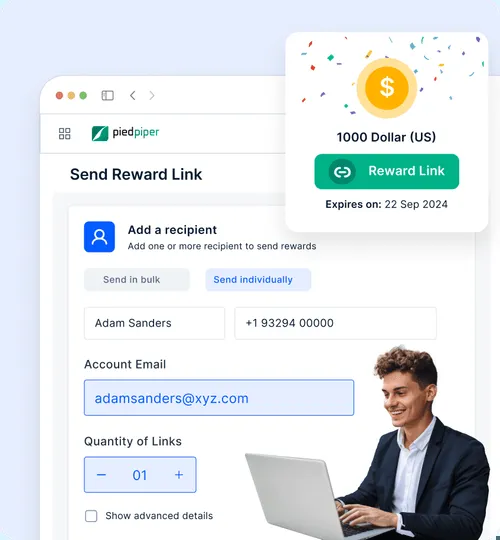 $
1000 Dollar (US)
Reward Link
Expires on: 22 Sep 2024
piedpiper
Send Reward Link
Add a recipient
Add one or more recipient to send rewards
Send in bulk
Send individually
Adam Sanders
+1 93294 00000
Account Email
adamsanders@xyz.com
Quantity of Links
− 01 +
Show advanced details